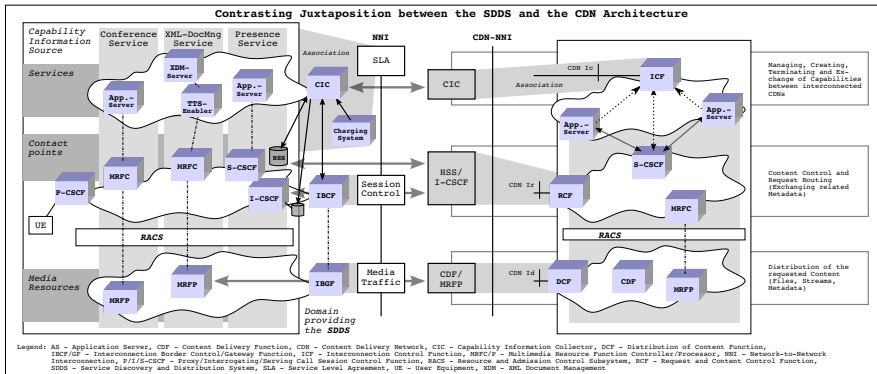 Contrasting Juxtaposition between the SDDS and the CDN Architecture
Capability
Information
Source
Conference
Service
XML-DocMng
Service
Presence
Service
NNI
SLA
CDN-NNI
Association
Services
XDM-
Server
App.-
Server
TTS-
Enabler
App.-
Server
CIC
Charging
System
CIC
CDN Ic
Association
ICF
App.-
Server
App.-
Server
Managing, Creating,
Terminating and Ex-
change of Capabilities
between interconnected
CDNs
Contact
points
HSS
S-CSCF
MRFC
MRFC
S-CSCF
P-CSCF
I-CSCF
IBCF
Session
Control
HSS/
I-CSCF
CDN Ir
RCF
MRFC
Content Control and
Request Routing
(Exchanging related
Metadata)
UE
RACS
RACS
Media
Resources
MRFP
MRFP
IBGF
Media
Traffic
CDF/
MRFP
CDN Id
DCF
CDF
MRFP
Distribution of the
requested Content
(Files, Streams,
Metadata)
Domain
providing
the SDDS
Legend: AS - Application Server, CDF - Content Delivery Function, CDN - Content Delivery Network, CIC - Capability Information Collector, DCF - Distribution of Content Function,
IBCF/GF - Interconnection Border Control/Gateway Function, ICF - Interconnection Control Function, MRFC/P - Multimedia Resource Function Controller/Processor, NNI - Network-to-Network
Interconnection, P/I/S-CSCF - Proxy/Interrogating/Serving Call Session Control Function, RACS - Resource and Admission Control Subsystem, RCF - Request and Content Control Function,
SDDS - Service Discovery and Distribution System, SLA - Service Level Agreement, UE - User Equipment, XDM - XML Document Management